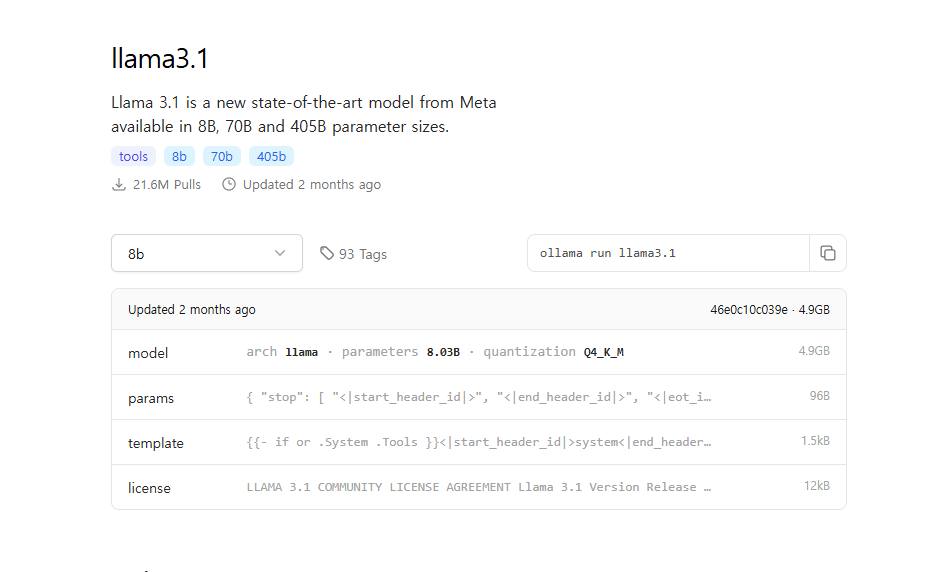 llama3.1
Llama 3.1 is a new state-of-the-art model from Meta
available in 8B, 70B and 405B parameter sizes.
tools 8b 70b 405b
21.6M Pulls Updated 2 months ago
8b 93 Tags ollama run llama3.1
Updated 2 months ago 46e0c10c039e · 4.9GB
model arch llama · parameters 8.03B · quantization Q4_K_M 4.9GB
params { "stop": [ "<|start_header_id|>", "<|end_header_id|>", "<|eot_i… 96B
template {{- if or .System .Tools }}<|start_header_id|>system<|end_header… 1.5kB
license LLAMA 3.1 COMMUNITY LICENSE AGREEMENT Llama 3.1 Version Release … 12kB